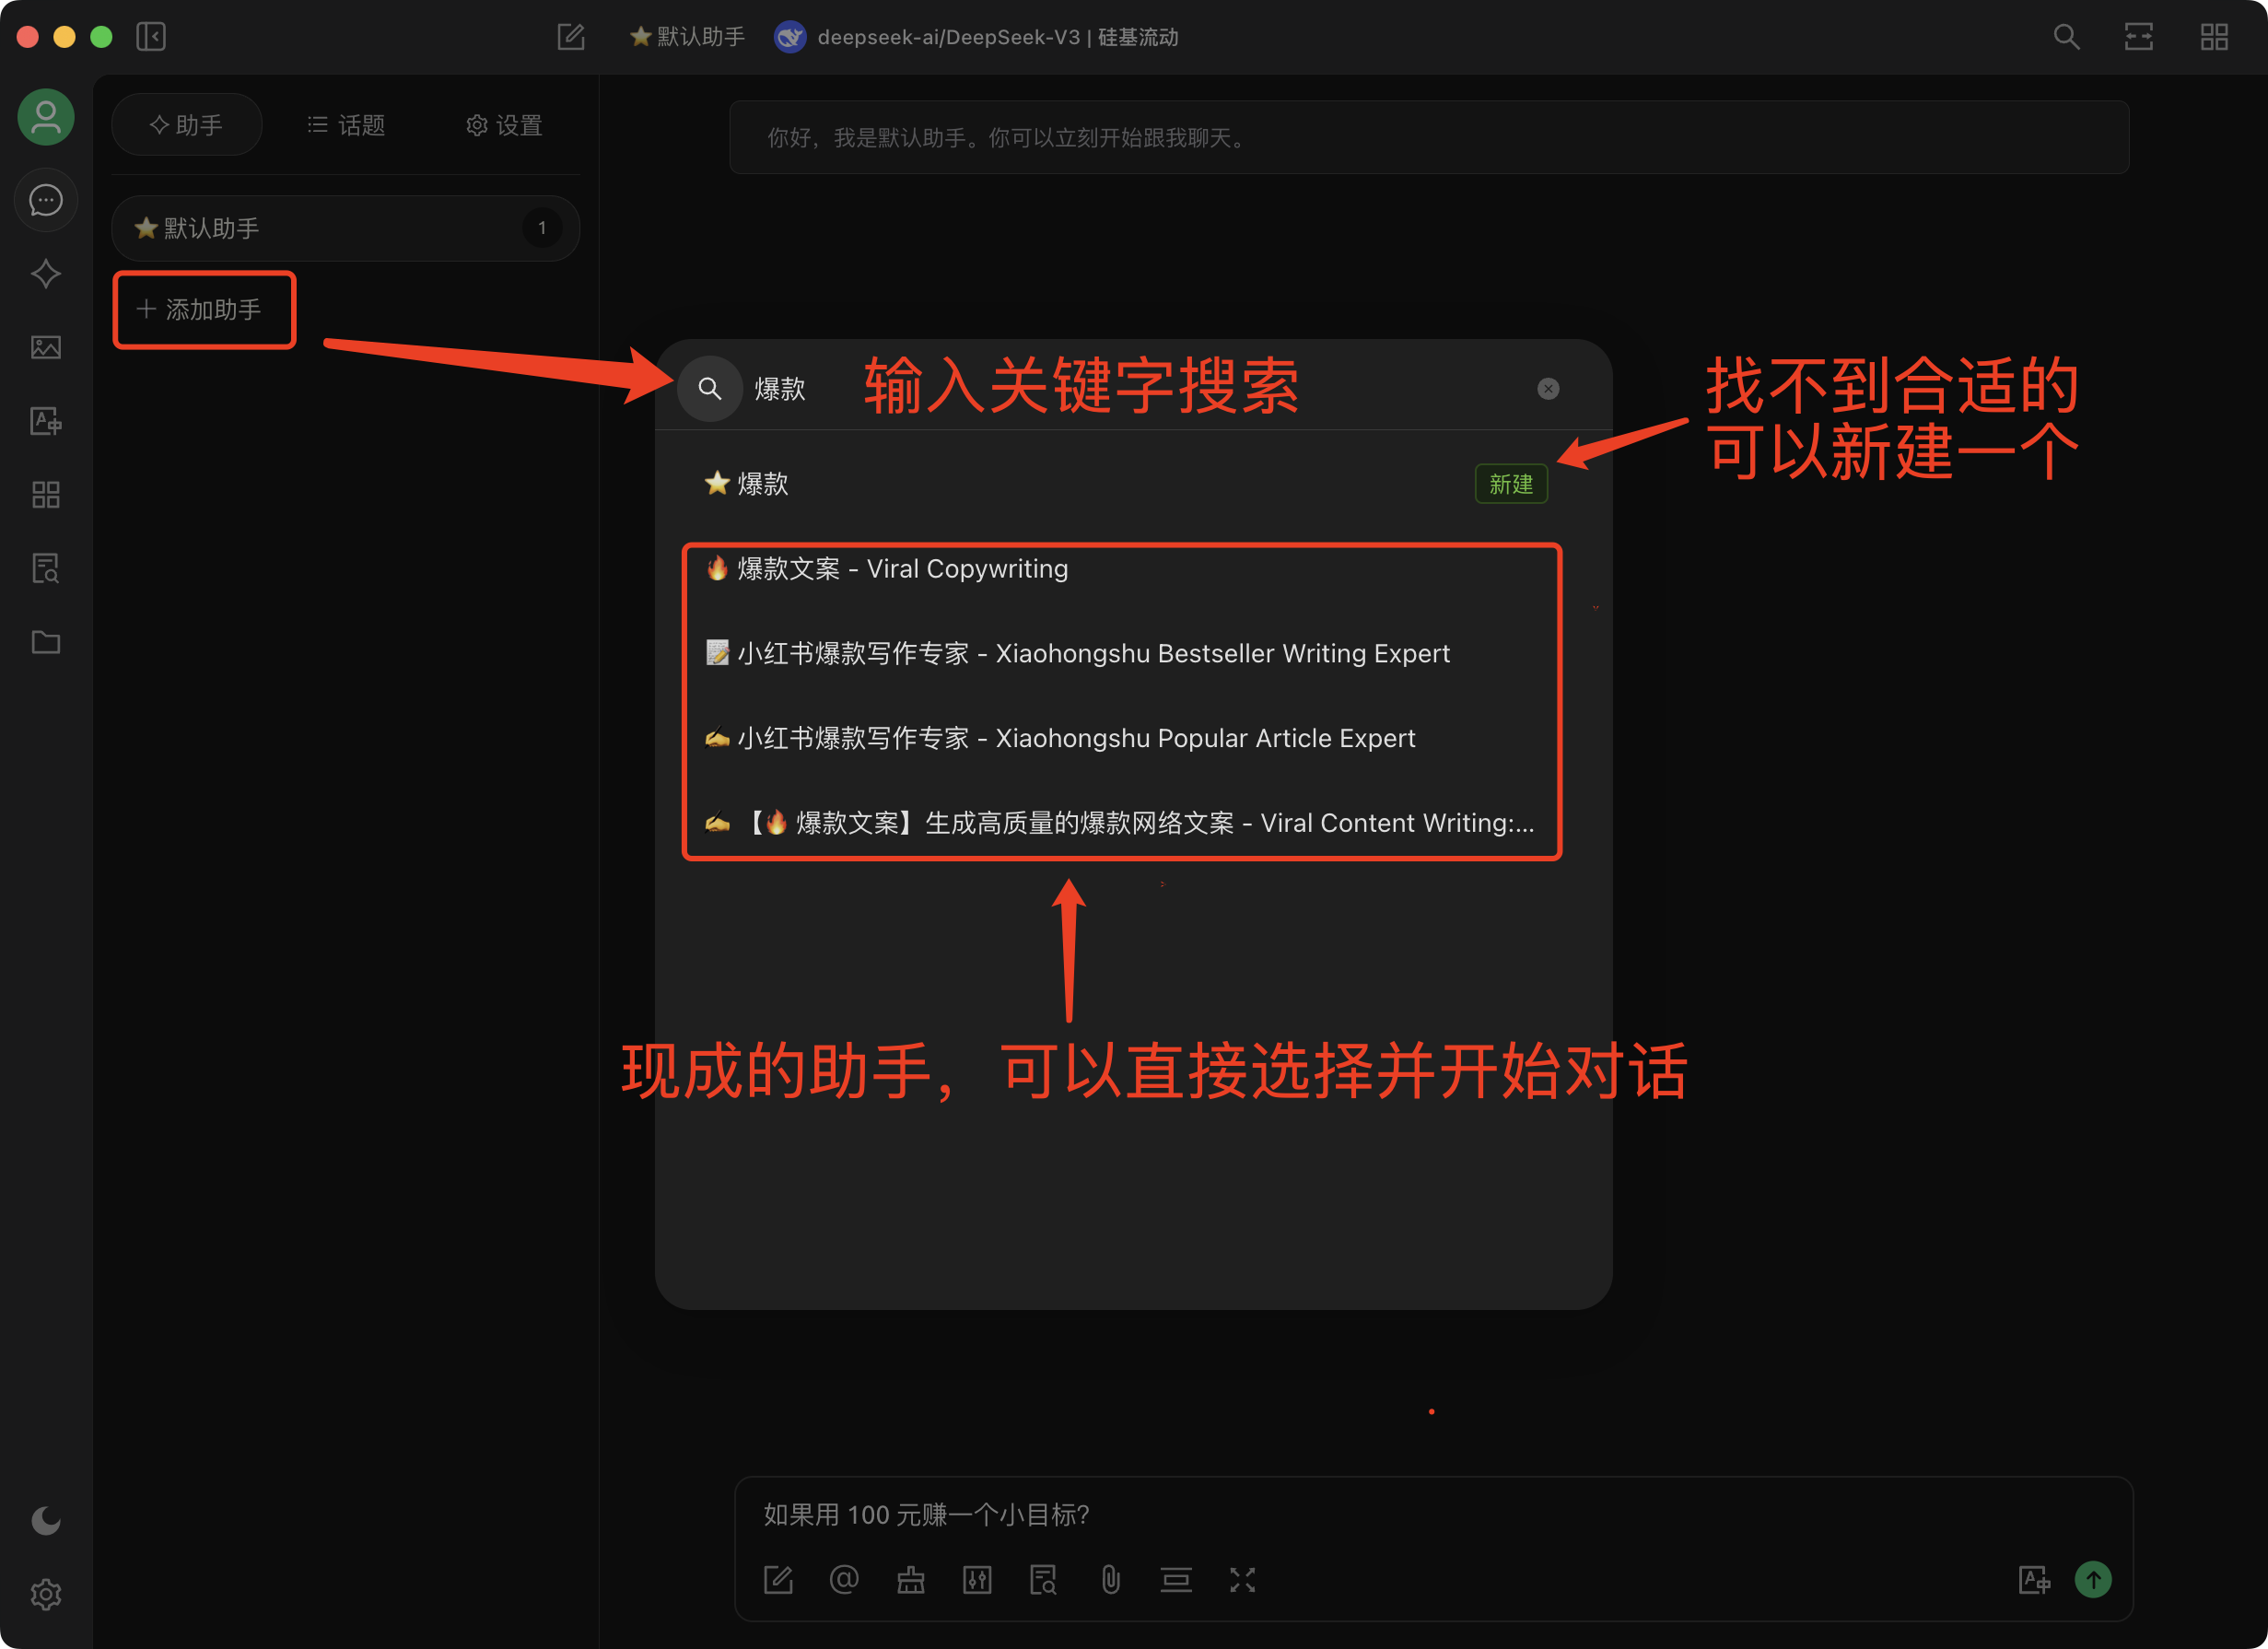 默认助手
deepseek-ai/DeepSeek-V3 | 硅基流动
助手
话题
设置
你好，我是默认助手。你可以立刻开始跟我聊天。
默认助手
1
添加助手
爆款
输入关键字搜索
找不到合适的
可以新建一个
爆款
新建
爆款文案 - Viral Copywriting
小红书爆款写作专家 - Xiaohongshu Bestseller Writing Expert
小红书爆款写作专家 - Xiaohongshu Popular Article Expert
【🔥 爆款文案】生成高质量的爆款网络文案 - Viral Content Writing:...
现成的助手，可以直接选择并开始对话
如果用 100 元赚一个小目标?